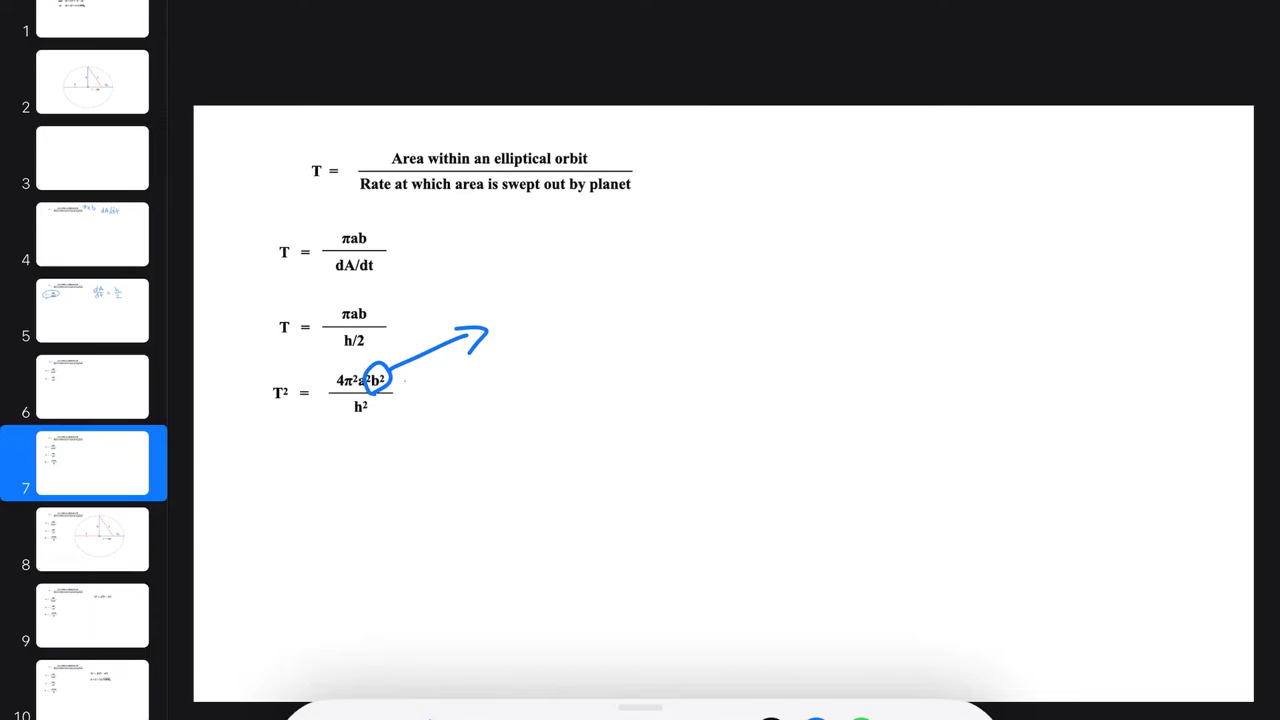 1
2
3
4
5
6
7
8
9
10
T = Area within an elliptical orbit
Rate at which area is swept out by planet
T = πab
dA/dt
T = πab
h/2
T² = 4π²a²b²
h²